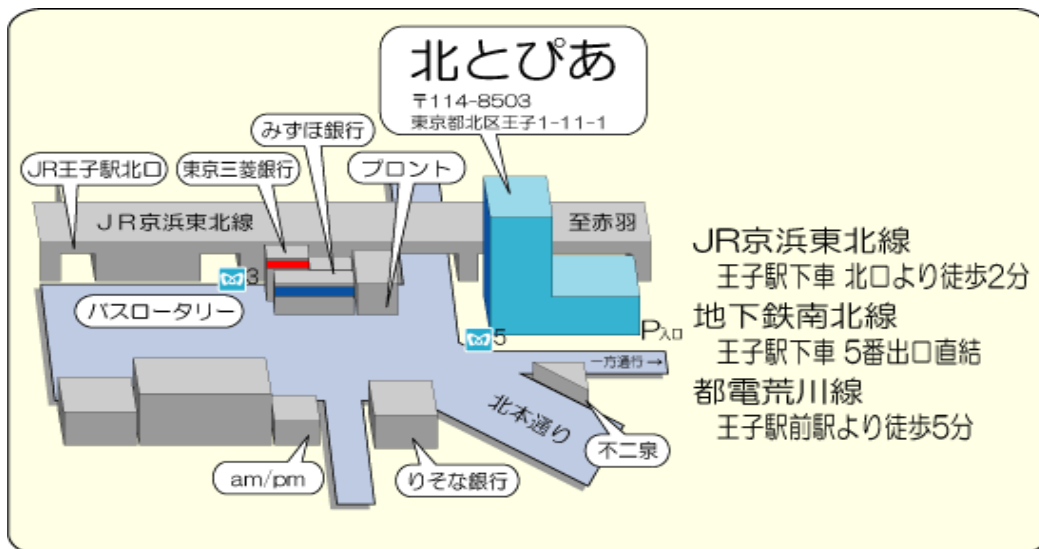 北とぴあ
〒114-8503
東京都北区王子1-11-1
みずほ銀行
JR王子駅北口
東京三菱銀行
プロント
JR京浜東北線
至赤羽
3
バスロータリー
5
P入口
一方通行→
北本通り
不二泉
am/pm
りそな銀行
JR京浜東北線
王子駅下車 北口より徒歩2分
地下鉄南北線
王子駅下車 5番出口直結
都電荒川線
王子駅前駅より徒歩5分